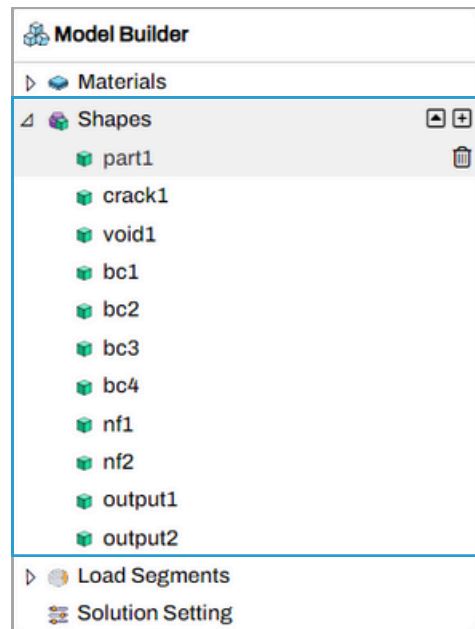 Model Builder
Materials
Shapes
part1
crack1
void1
bc1
bc2
bc3
bc4
nf1
nf2
output1
output2
Load Segments
Solution Setting